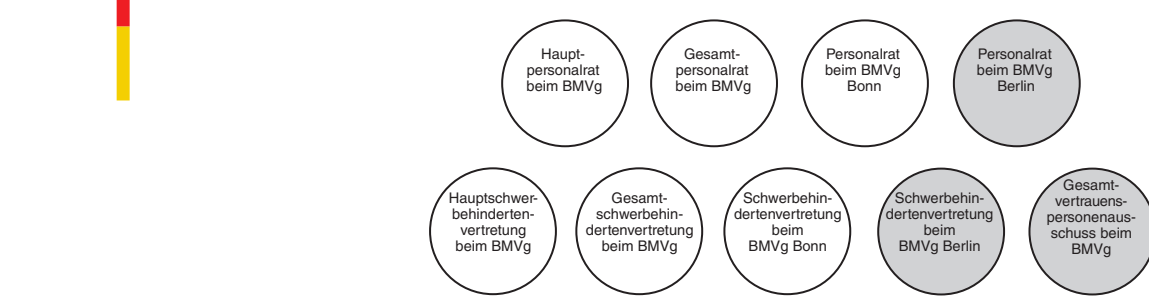 Haupt-
personalrat
beim BMVg
Gesamt-
personalrat
beim BMVg
Personalrat
beim BMVg
Bonn
Personalrat
beim BMVg
Berlin
Hauptschwer-
behinderten-
vertretung
beim BMVg
Gesamt-
schwerbehin-
dertenvertretung
beim BMVg
Schwerbehin-
dertenvertretung
beim
BMVg Bonn
Schwerbehin-
dertenvertretung
beim
BMVg Berlin
Gesamt-
vertrauens-
personenaus-
schuss beim
BMVg